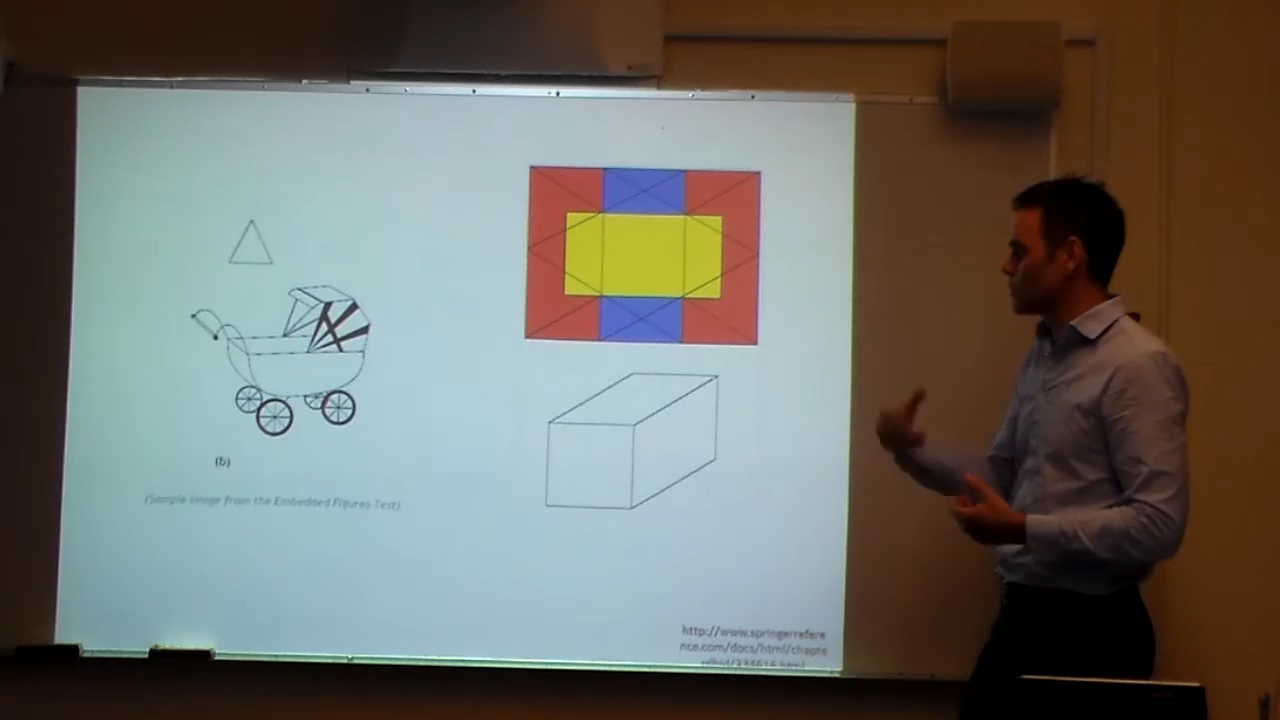 (b)
(Sample image from the Embedded Figures Test)
http://www.springerrefere
nce.com/docs/html/chapte